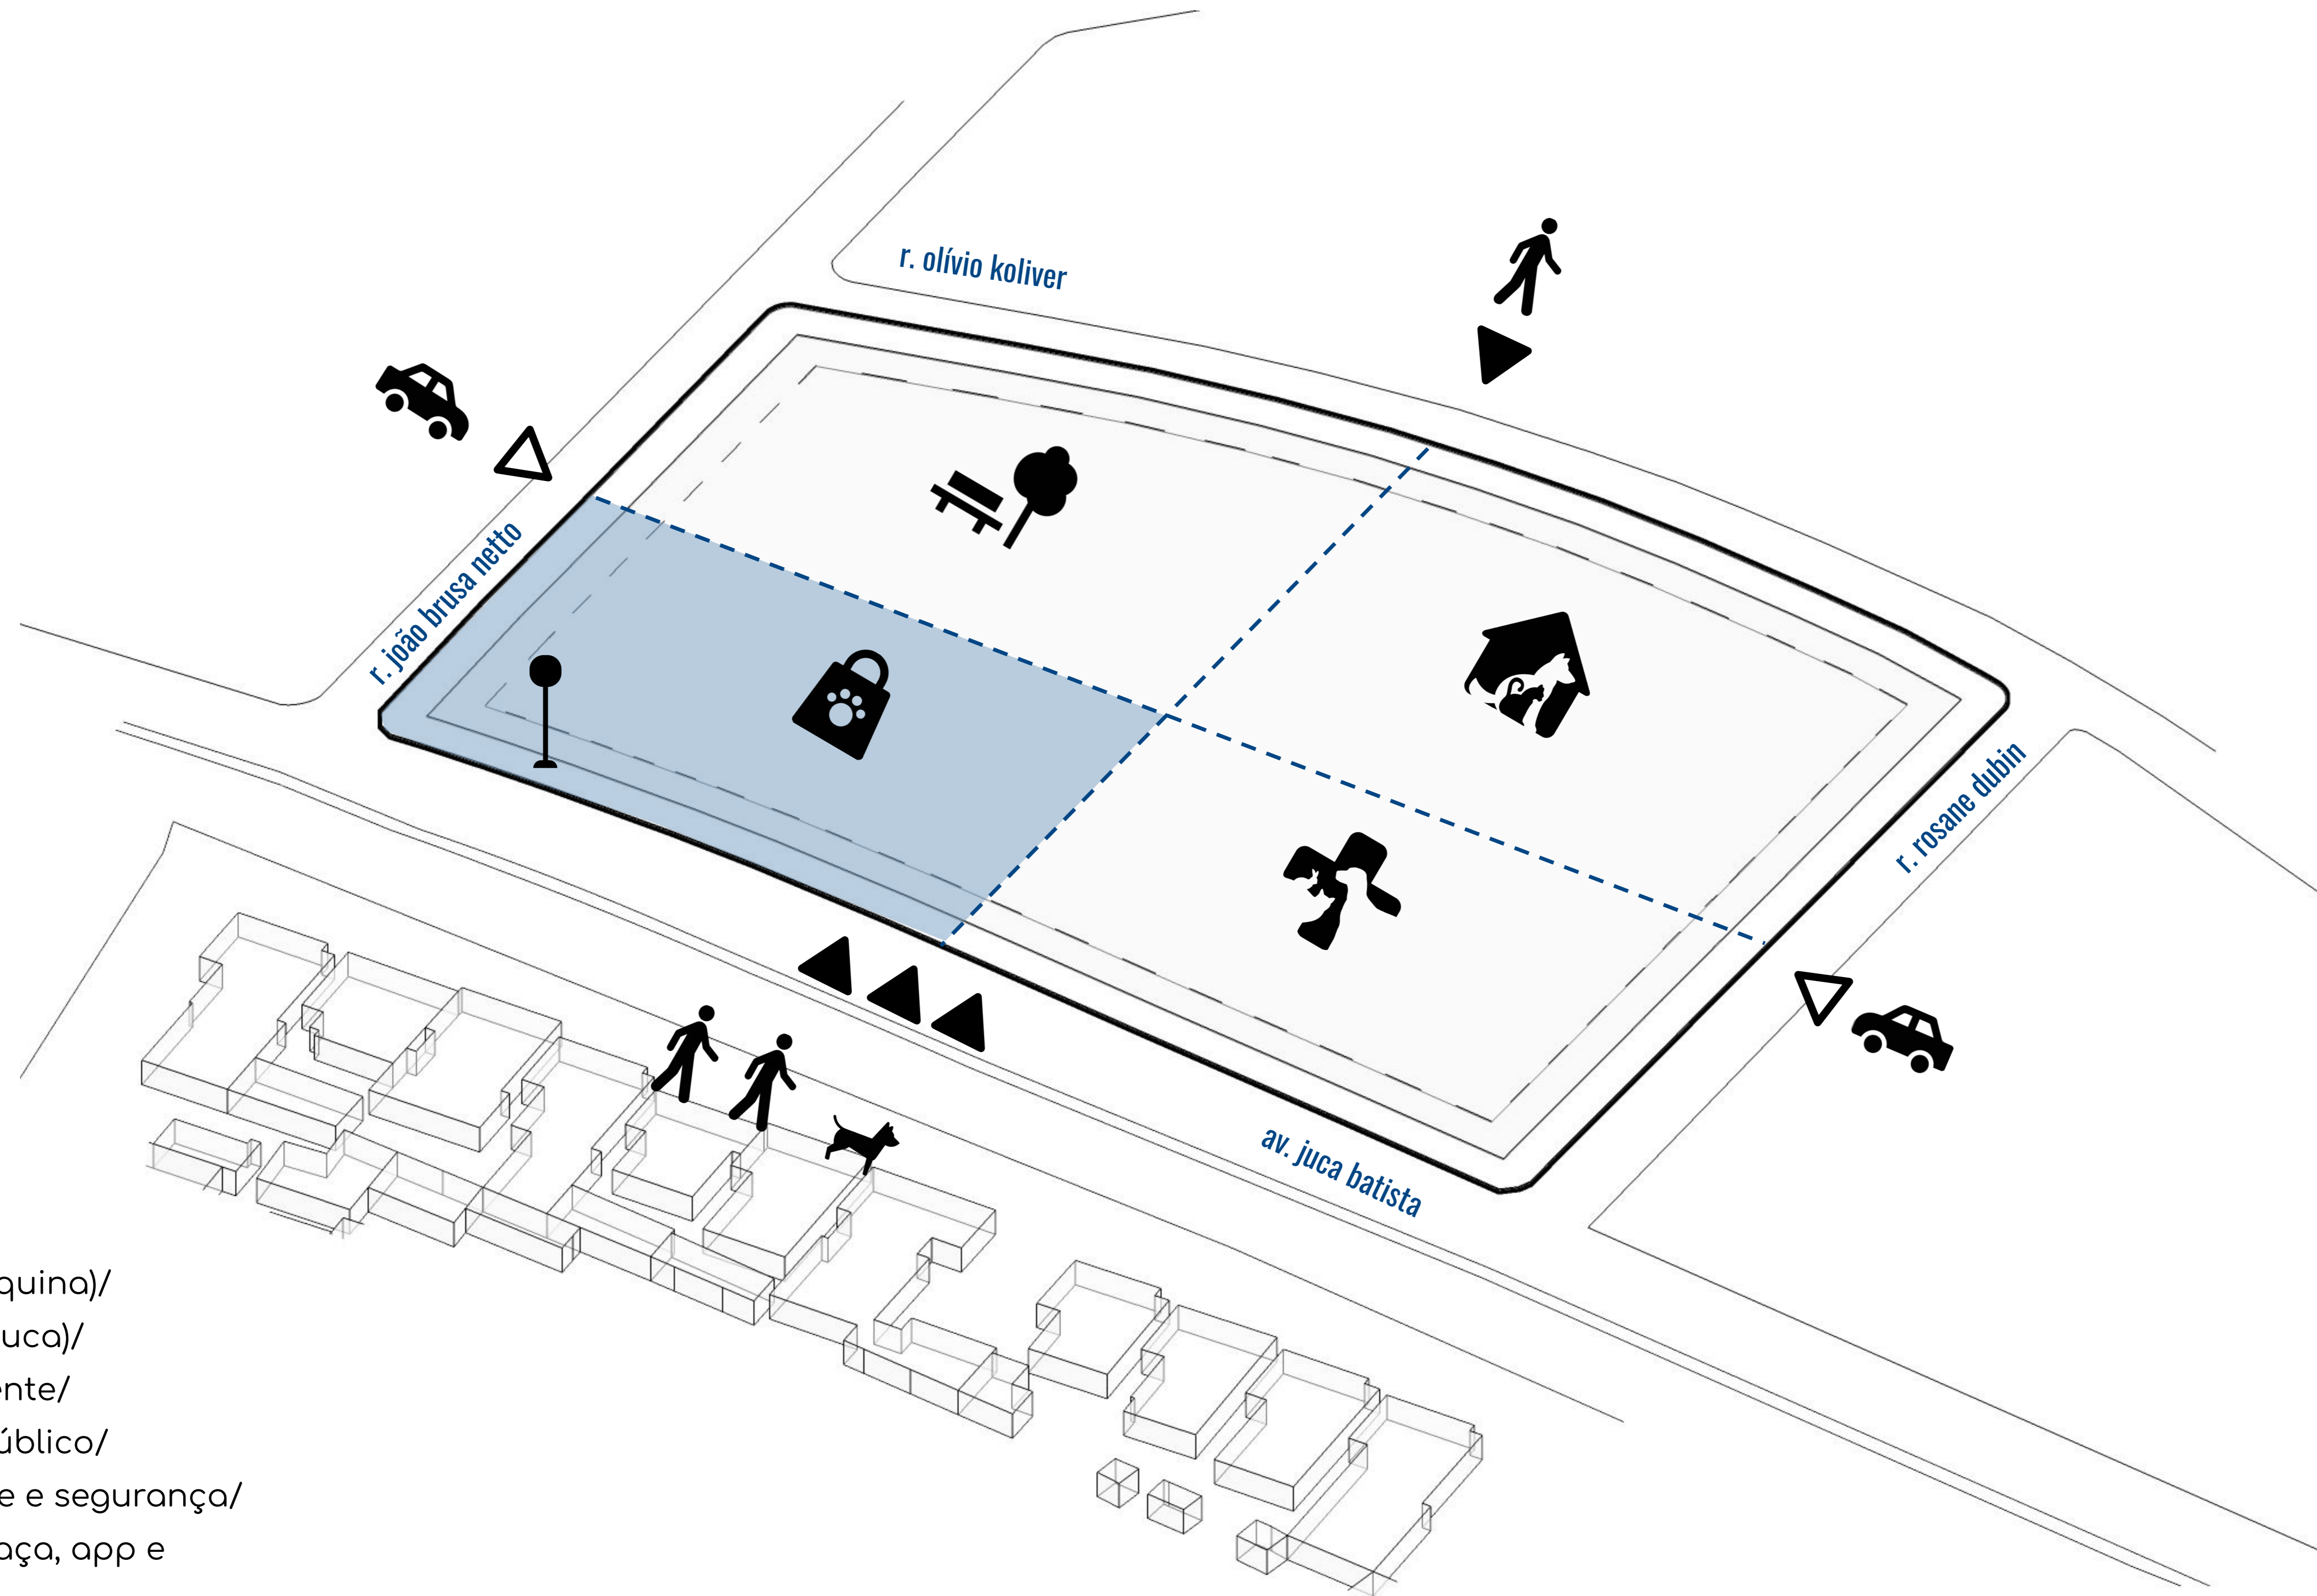 r. olívio koliver
r. joão brusa netto
r. rosane dubin
av. juca batista
quina)/
uca)/
nte/
úblico/
e e segurança/
aça, app e